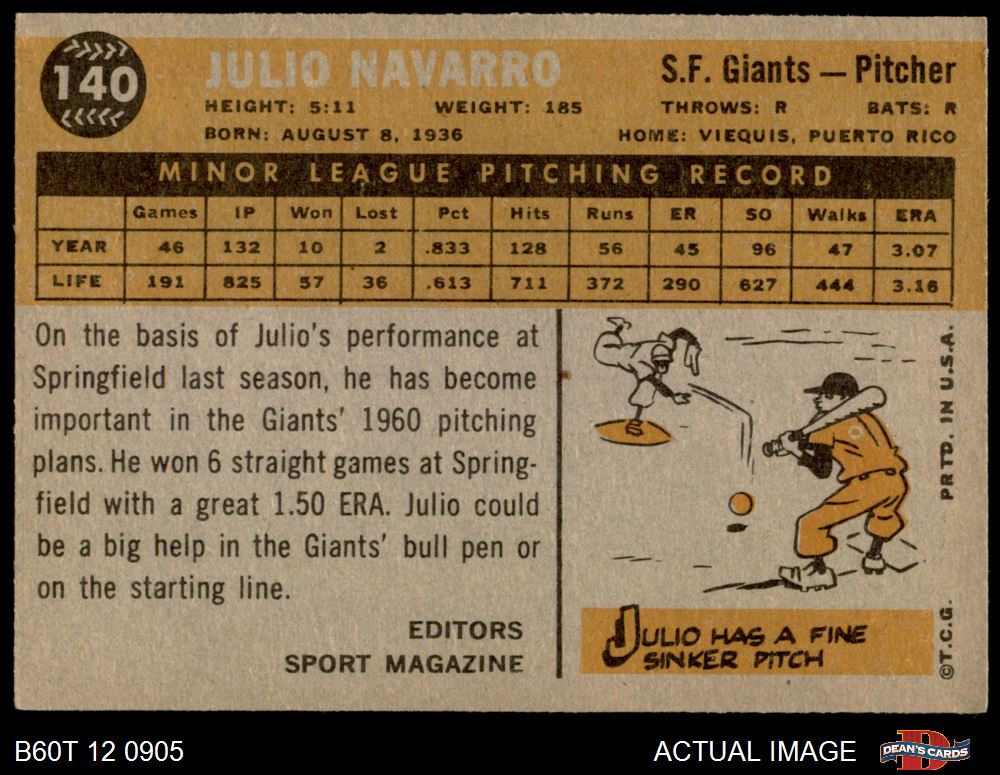 140
JULIO NAVARRO
S.F. Giants — Pitcher
HEIGHT: 5:11 WEIGHT: 185 THROWS: R BATS: R
BORN: AUGUST 8, 1936 HOME: VIEQUIS, PUERTO RICO
MINOR LEAGUE PITCHING RECORD
Games IP Won Lost Pct Hits Runs ER SO Walks ERA
YEAR 46 132 10 2 .833 128 56 45 96 47 3.07
LIFE 191 825 57 36 .613 711 372 290 627 444 3.16
On the basis of Julio's performance at
Springfield last season, he has become
important in the Giants' 1960 pitching
plans. He won 6 straight games at Spring-
field with a great 1.50 ERA. Julio could
be a big help in the Giants' bull pen or
on the starting line.
EDITORS
SPORT MAGAZINE
JULIO HAS A FINE
SINKER PITCH
©T.C.G. PRTD. IN U.S.A.
B60T 12 0905
ACTUAL IMAGE
DEAN'S CARDS